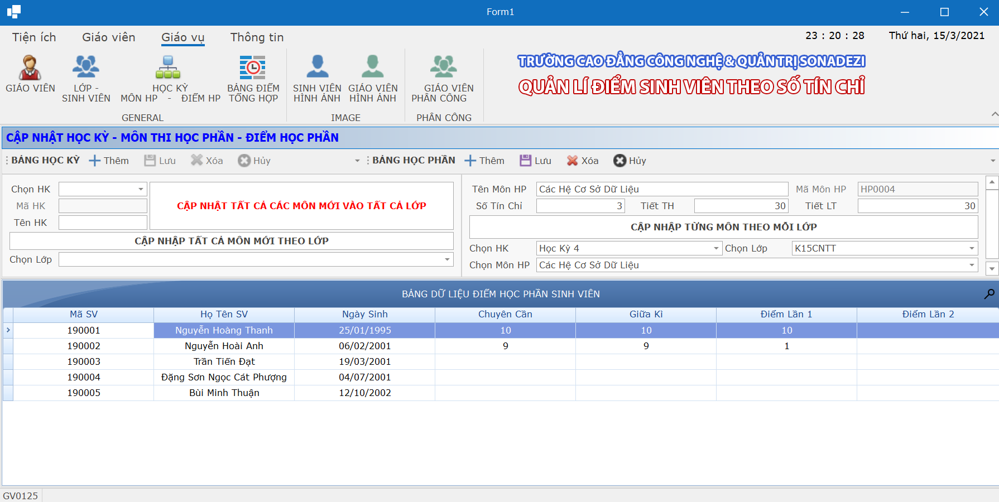 Form1
Tiện ích Giáo viên Giáo vụ Thông tin 23 : 20 : 28 Thứ hai, 15/3/2021
TRƯỜNG CAO ĐẲNG CÔNG NGHỆ & QUẢN TRỊ SONADEZI
QUẢN LÍ ĐIỂM SINH VIÊN THEO SỐ TÍN CHỈ
GIÁO VIÊN LỚP - HỌC KỲ BẢNG ĐIỂM SINH VIÊN GIÁO VIÊN GIÁO VIÊN
SINH VIÊN MÔN HP - ĐIỂM HP TỔNG HỢP HÌNH ẢNH HÌNH ẢNH PHÂN CÔNG
GENERAL IMAGE PHÂN CÔNG
CẬP NHẬT HỌC KỲ - MÔN THI HỌC PHẦN - ĐIỂM HỌC PHẦN
BẢNG HỌC KỲ Thêm Lưu Xóa Hủy BẢNG HỌC PHẦN Thêm Lưu Xóa Hủy
Chọn HK
Mã HK
Tên HK
CẬP NHẬT TẤT CẢ CÁC MÔN MỚI VÀO TẤT CẢ LỚP
CẬP NHẬP TẤT CẢ MÔN MỚI THEO LỚP
Chọn Lớp
Tên Môn HP Các Hệ Cơ Sở Dữ Liệu Mã Môn HP HP0004
Số Tín Chỉ 3 Tiết TH 30 Tiết LT 30
CẬP NHẬP TỪNG MÔN THEO MỖI LỚP
Chọn HK Học Kỳ 4 Chọn Lớp K15CNTT
Chọn Môn HP Các Hệ Cơ Sở Dữ Liệu
BẢNG DỮ LIỆU ĐIỂM HỌC PHẦN SINH VIÊN
Mã SV Họ Tên SV Ngày Sinh Chuyên Cần Giữa Kì Điểm Lần 1 Điểm Lần 2
190001 Nguyễn Hoàng Thanh 25/01/1995 10 10 10
190002 Nguyễn Hoài Anh 06/02/2001 9 9 1
190003 Trần Tiến Đạt 19/03/2001
190004 Đặng Sơn Ngọc Cát Phượng 04/07/2001
190005 Bùi Minh Thuận 12/10/2002
GV0125